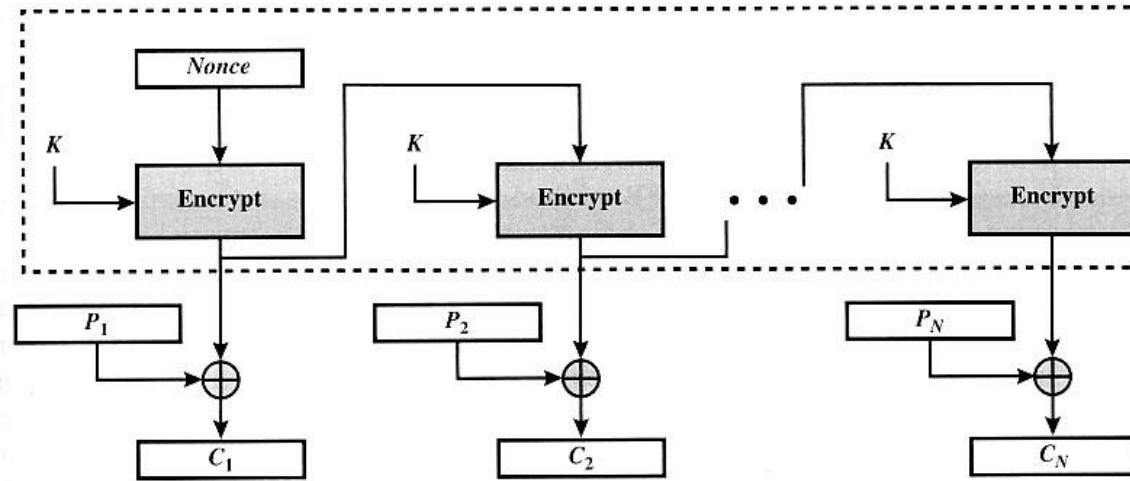 Nonce
K
K
K
Encrypt
Encrypt
Encrypt
P1
P2
PN
C1
C2
CN